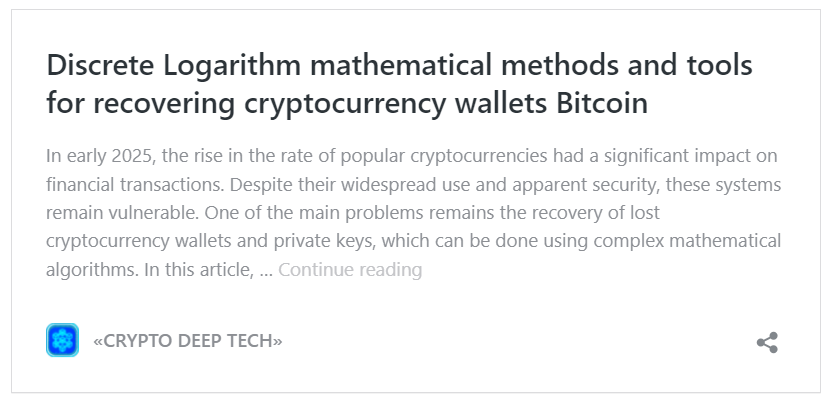 Discrete Logarithm mathematical methods and tools
for recovering cryptocurrency wallets Bitcoin
In early 2025, the rise in the rate of popular cryptocurrencies had a significant impact on
financial transactions. Despite their widespread use and apparent security, these systems
remain vulnerable. One of the main problems remains the recovery of lost
cryptocurrency wallets and private keys, which can be done using complex mathematical
algorithms. In this article, ... Continue reading
«CRYPTO DEEP TECH»